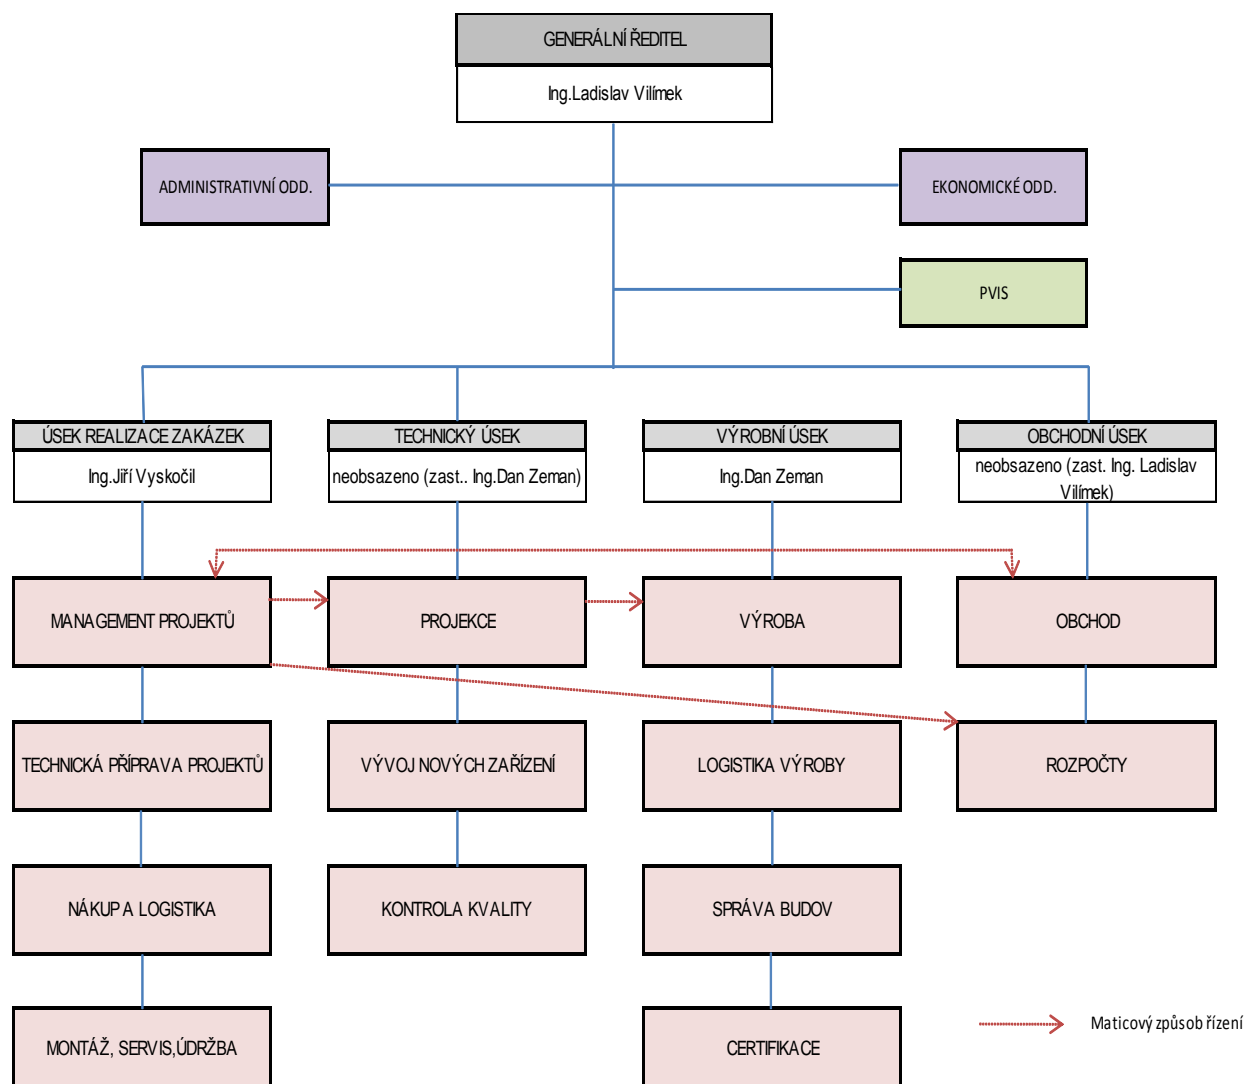 GENERÁLNÍ ŘEDITEL
Ing.Ladislav Vilímek
ADMINISTRATIVNÍ ODD.
EKONOMICKÉ ODD.
PVIS
ÚSEK REALIZACE ZAKÁZEK
TECHNICKÝ ÚSEK
VÝROBNÍ ÚSEK
OBCHODNÍ ÚSEK
Ing.Jiří Vyskočil
neobsazeno (zast.. Ing.Dan Zeman)
Ing.Dan Zeman
neobsazeno (zast. Ing. Ladislav
Vilímek)
MANAGEMENT PROJEKTŮ
PROJEKCE
VÝROBA
OBCHOD
TECHNICKÁ PŘÍPRAVA PROJEKTŮ
VÝVOJ NOVÝCH ZAŘÍZENÍ
LOGISTIKA VÝROBY
ROZPOČTY
NÁKUP A LOGISTIKA
KONTROLA KVALITY
SPRÁVA BUDOV
MONTÁŽ, SERVIS,ÚDRŽBA
CERTIFIKACE
Maticový způsob řízení